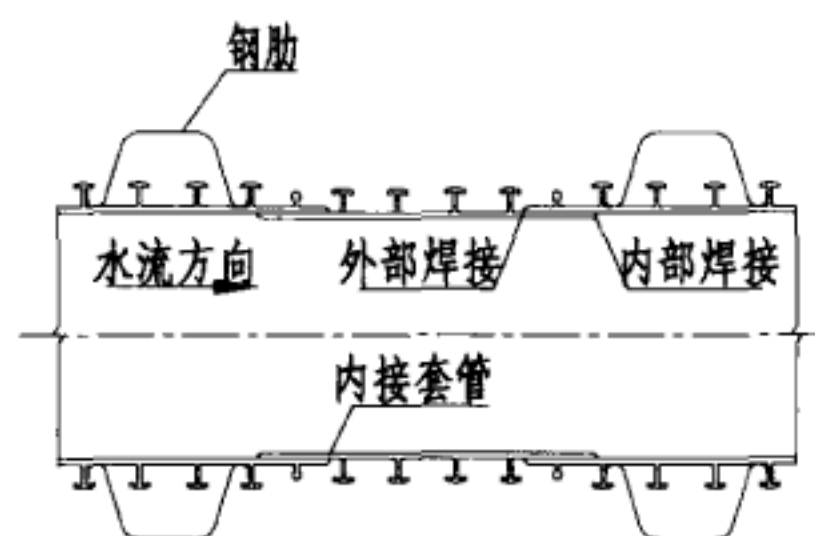 钢肋
水流方向
外部焊接
内部焊接
内接套管